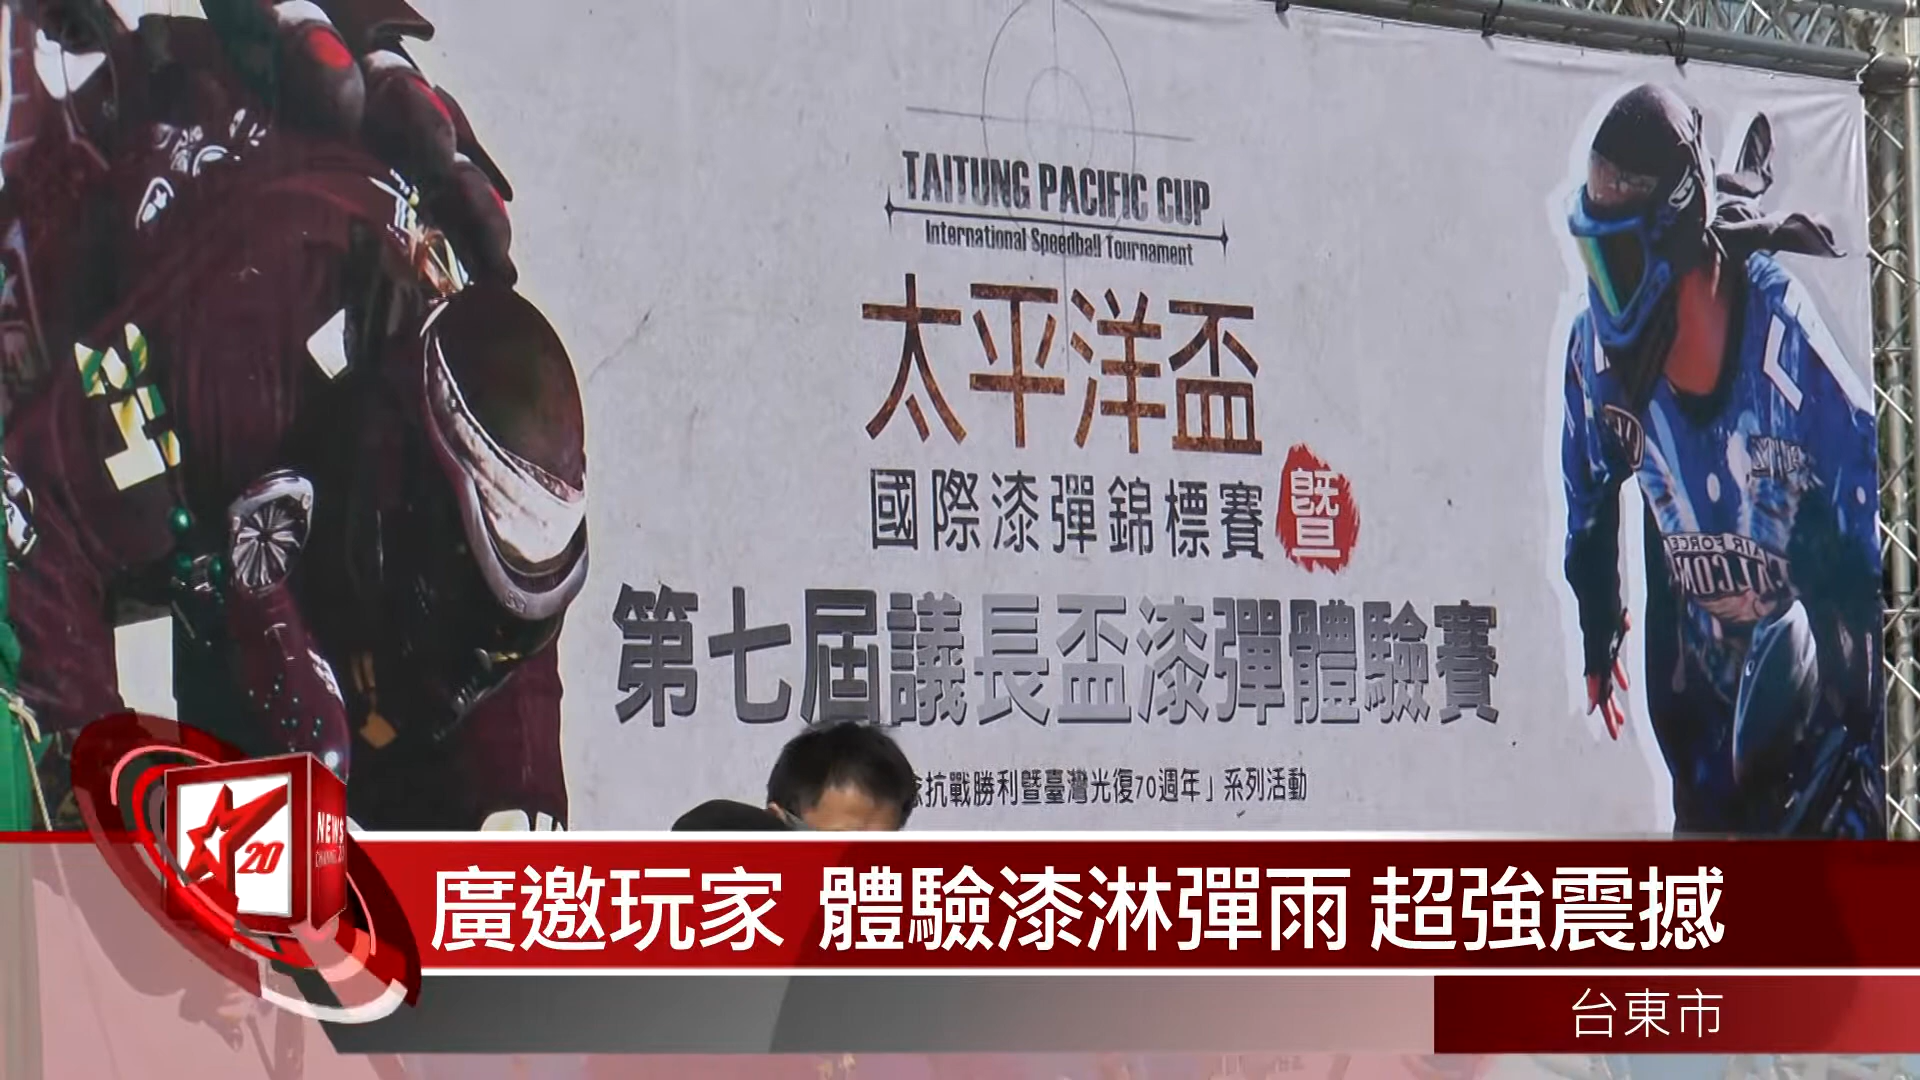 TAITUNG PACIFIC CUP
International Speedball Tournament
太平洋盃
國際漆彈錦標賽 暨
第七屆議長盃漆彈體驗賽
抗戰勝利暨臺灣光復70週年」系列活動
AIR FORCE
FALCON
NEWS
20
廣邀玩家 體驗漆淋彈雨 超強震撼
台東市